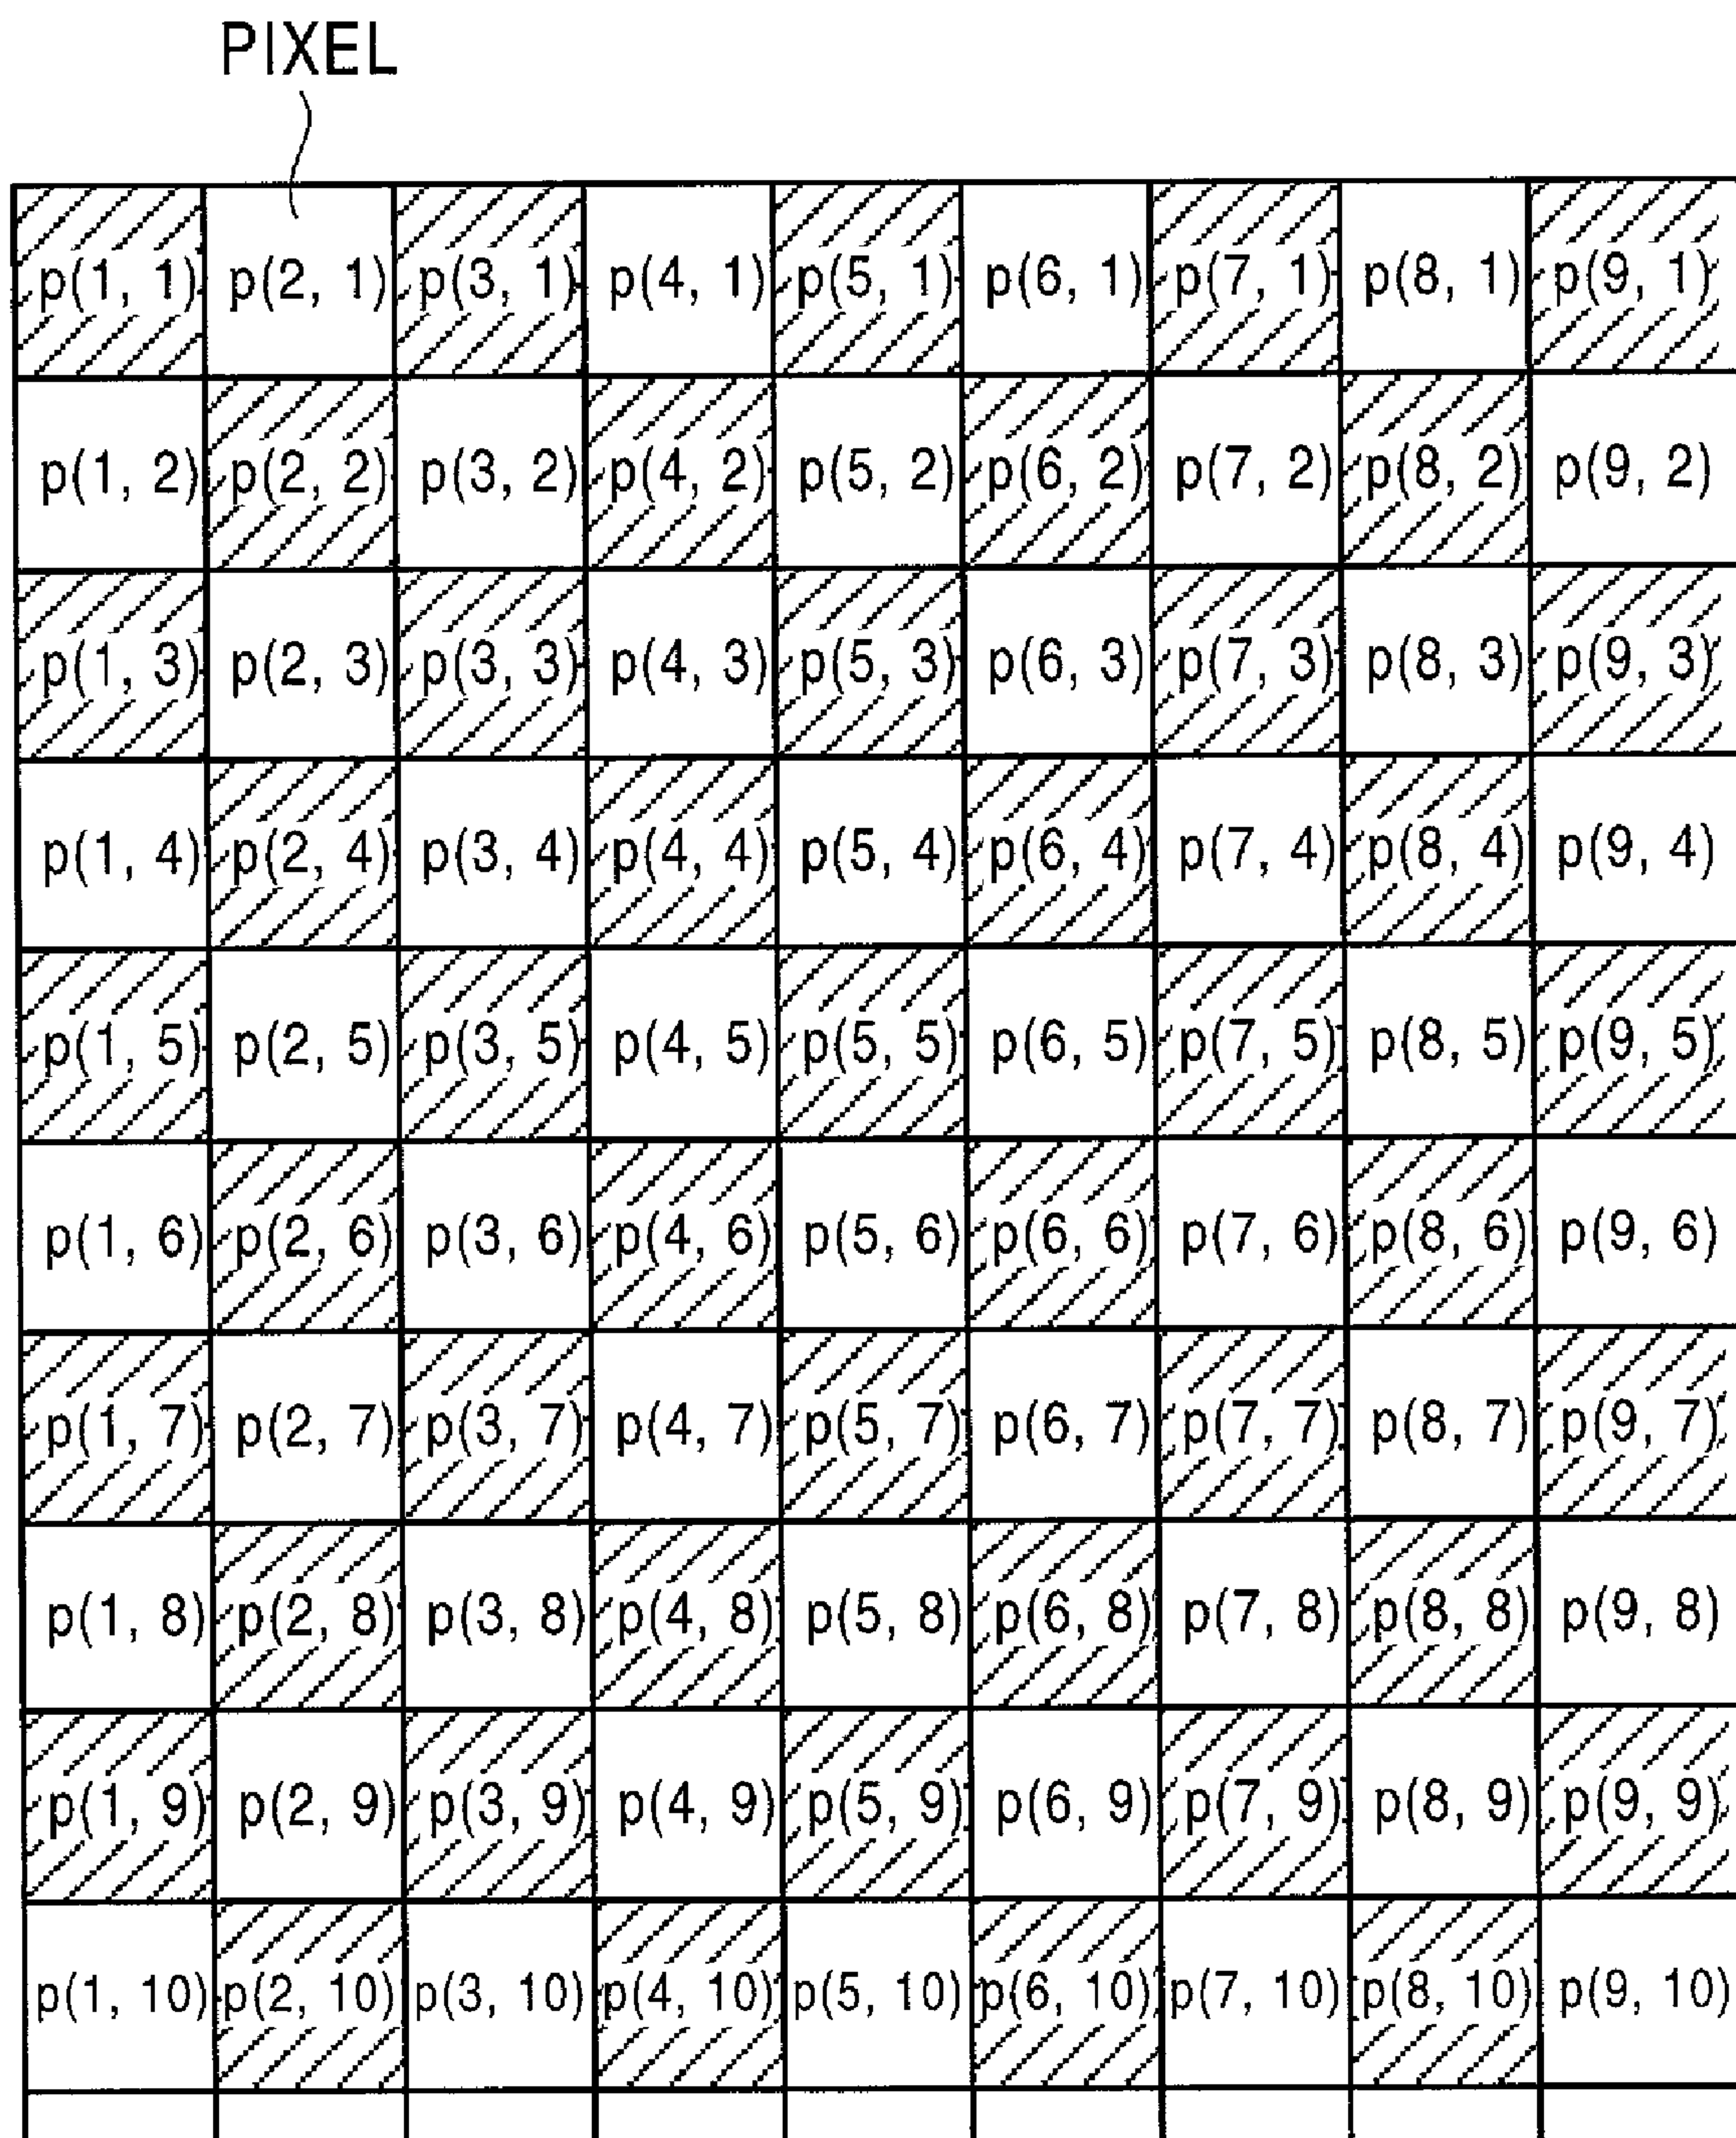 PIXEL
p(1, 1) p(2, 1) p(3, 1) p(4, 1) p(5, 1) p(6, 1) p(7, 1) p(8, 1) p(9, 1)
p(1, 2) p(2, 2) p(3, 2) p(4, 2) p(5, 2) p(6, 2) p(7, 2) p(8, 2) p(9, 2)
p(1, 3) p(2, 3) p(3, 3) p(4, 3) p(5, 3) p(6, 3) p(7, 3) p(8, 3) p(9, 3)
p(1, 4) p(2, 4) p(3, 4) p(4, 4) p(5, 4) p(6, 4) p(7, 4) p(8, 4) p(9, 4)
p(1, 5) p(2, 5) p(3, 5) p(4, 5) p(5, 5) p(6, 5) p(7, 5) p(8, 5) p(9, 5)
p(1, 6) p(2, 6) p(3, 6) p(4, 6) p(5, 6) p(6, 6) p(7, 6) p(8, 6) p(9, 6)
p(1, 7) p(2, 7) p(3, 7) p(4, 7) p(5, 7) p(6, 7) p(7, 7) p(8, 7) p(9, 7)
p(1, 8) p(2, 8) p(3, 8) p(4, 8) p(5, 8) p(6, 8) p(7, 8) p(8, 8) p(9, 8)
p(1, 9) p(2, 9) p(3, 9) p(4, 9) p(5, 9) p(6, 9) p(7, 9) p(8, 9) p(9, 9)
p(1, 10) p(2, 10) p(3, 10) p(4, 10) p(5, 10) p(6, 10) p(7, 10) p(8, 10) p(9, 10)